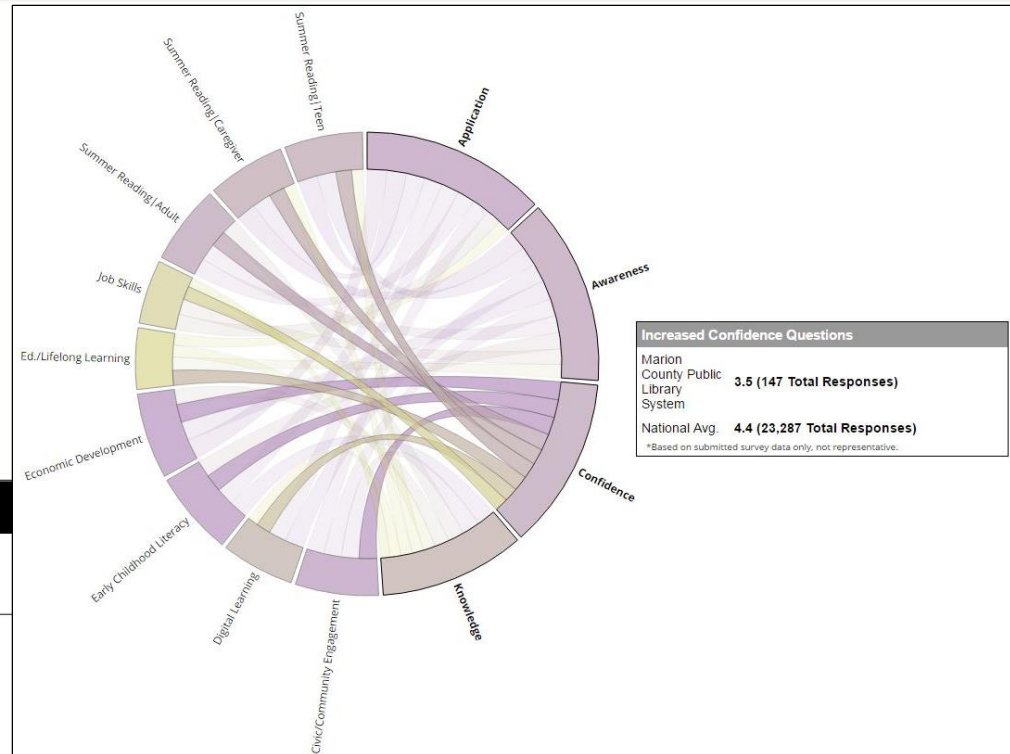 Summer Reading|Teen
Summer Reading|Caregiver
Summer Reading|Adult
Job Skills
Ed./Lifelong Learning
Economic Development
Early Childhood Literacy
Digital Learning
Civic/Community Engagement
Application
Awareness
Confidence
Knowledge
Increased Confidence Questions
Marion
County Public
Library
System
3.5 (147 Total Responses)
National Avg. 4.4 (23,287 Total Responses)
*Based on submitted survey data only, not representative.